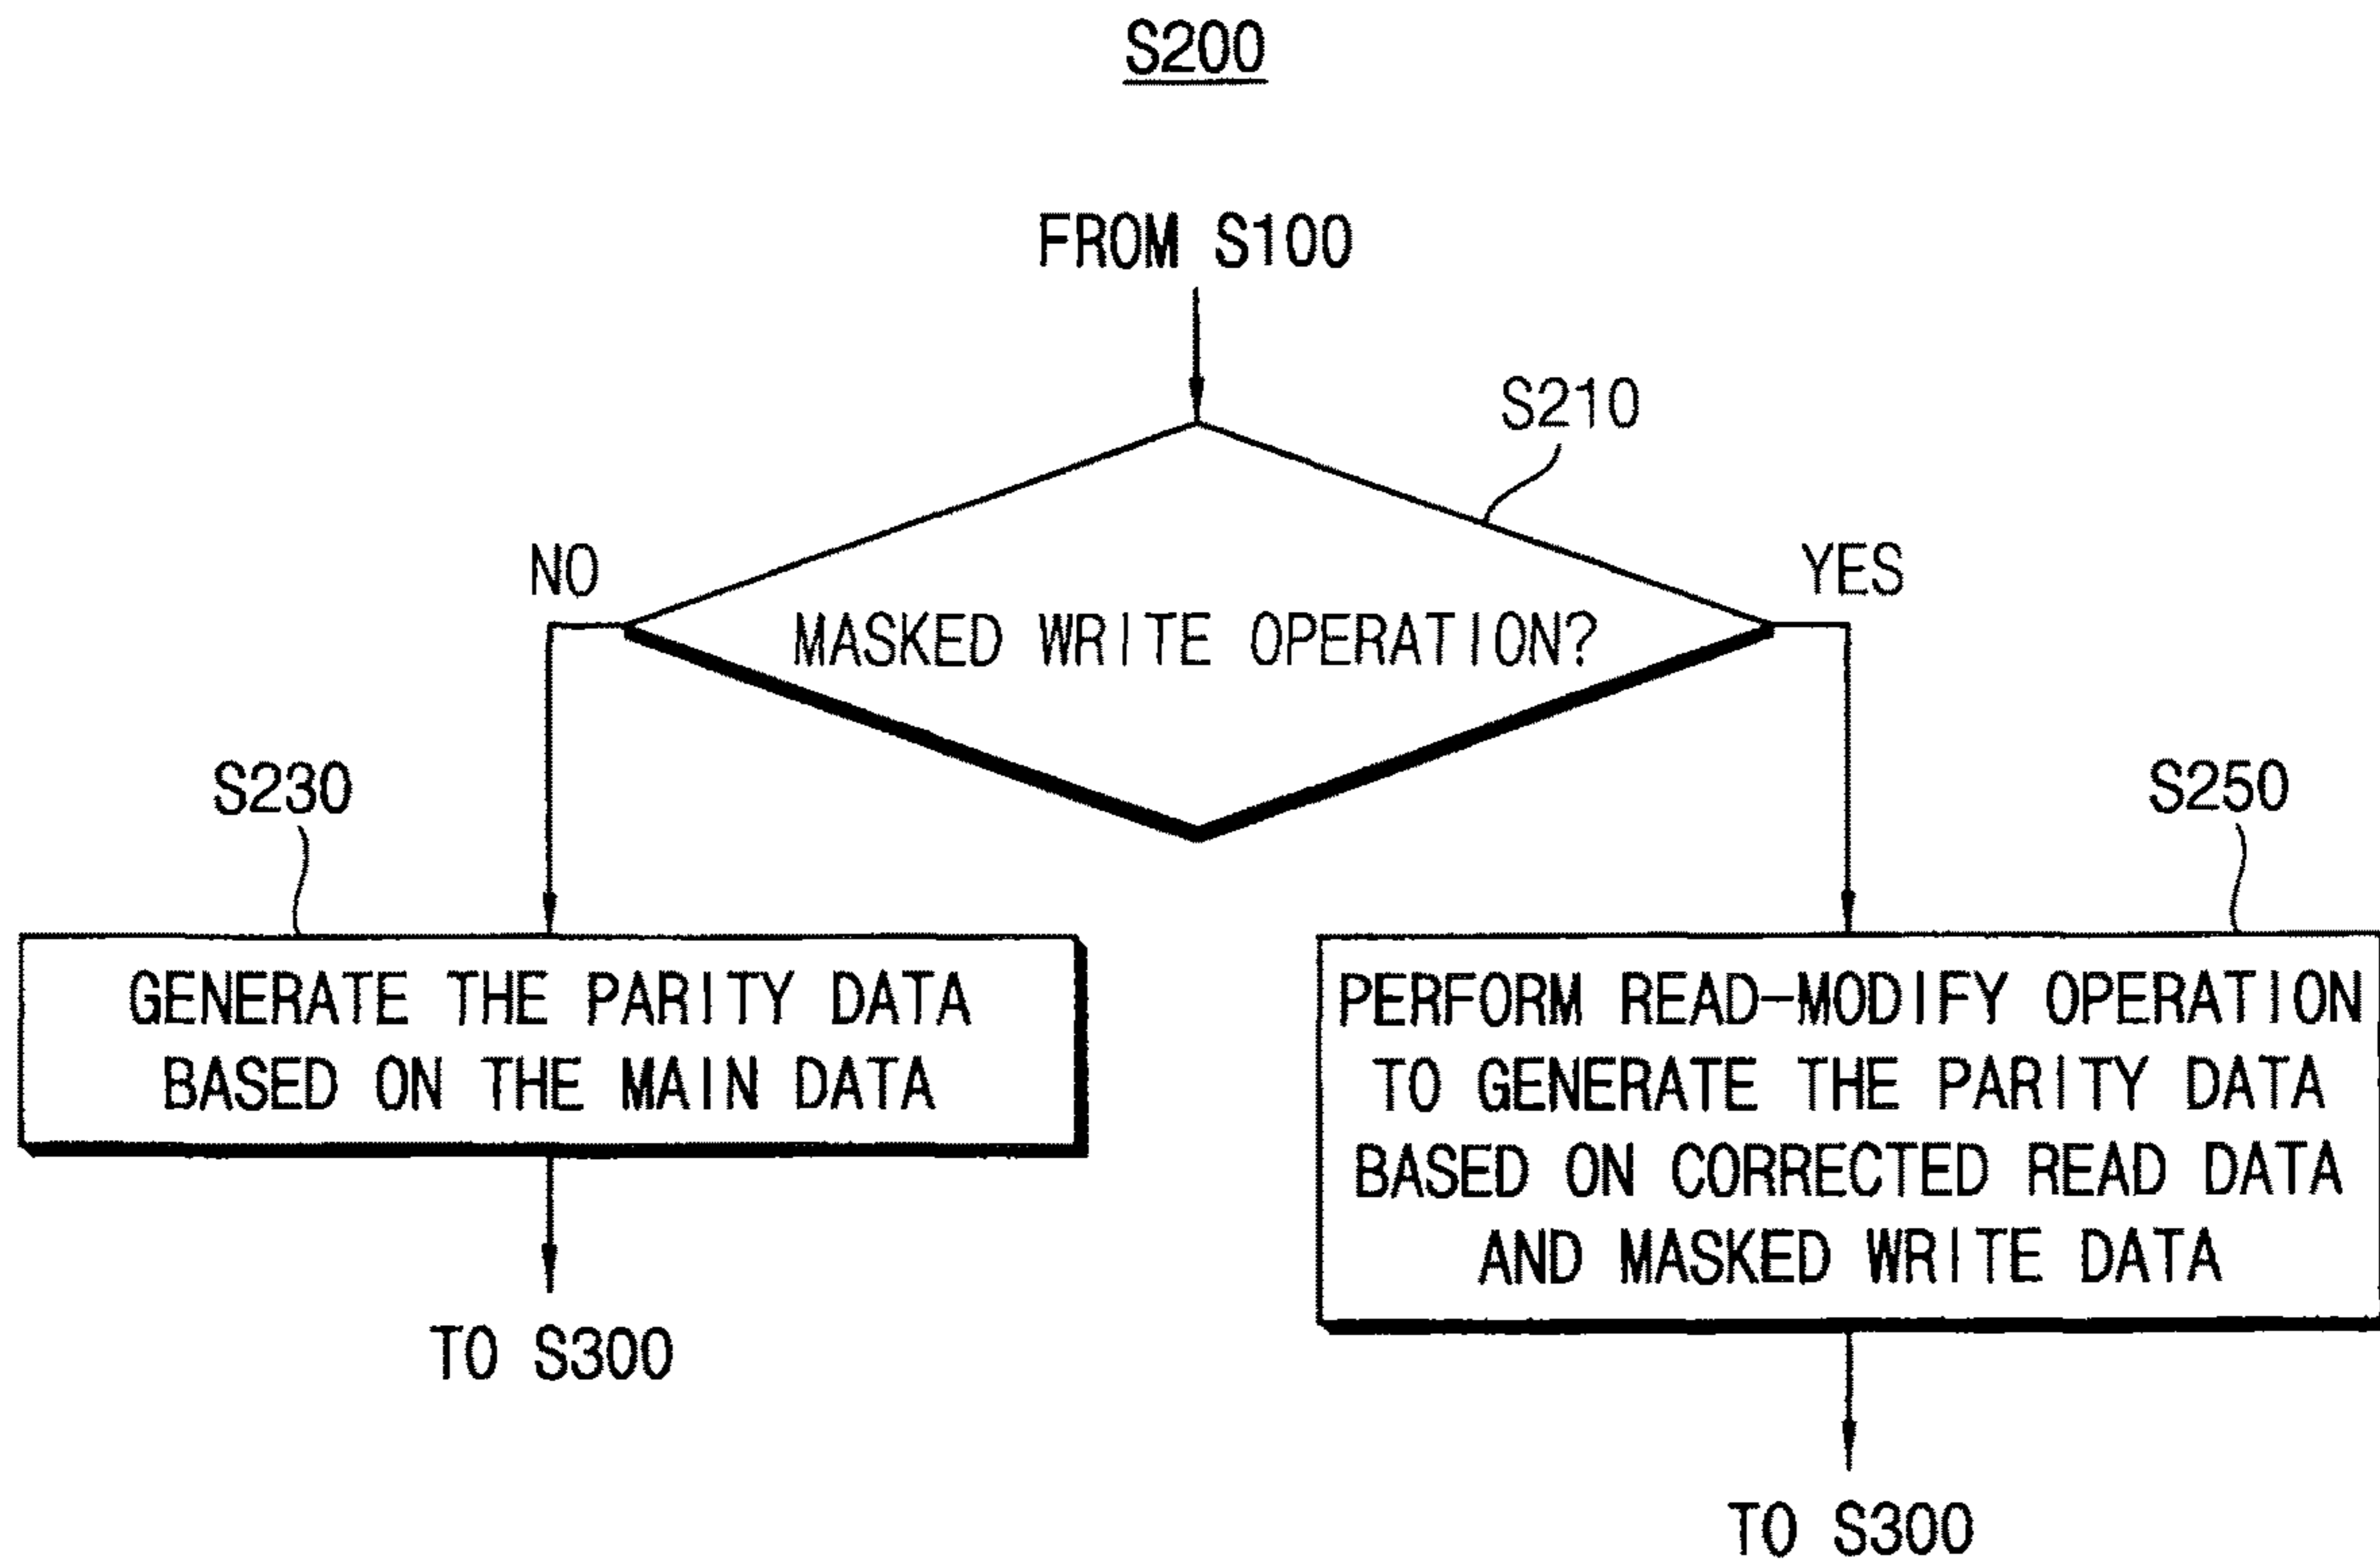 S200
FROM S100
S210
NO
YES
MASKED WRITE OPERATION?
S230
S250
GENERATE THE PARITY DATA
BASED ON THE MAIN DATA
PERFORM READ-MODIFY OPERATION
TO GENERATE THE PARITY DATA
BASED ON CORRECTED READ DATA
AND MASKED WRITE DATA
TO S300
TO S300